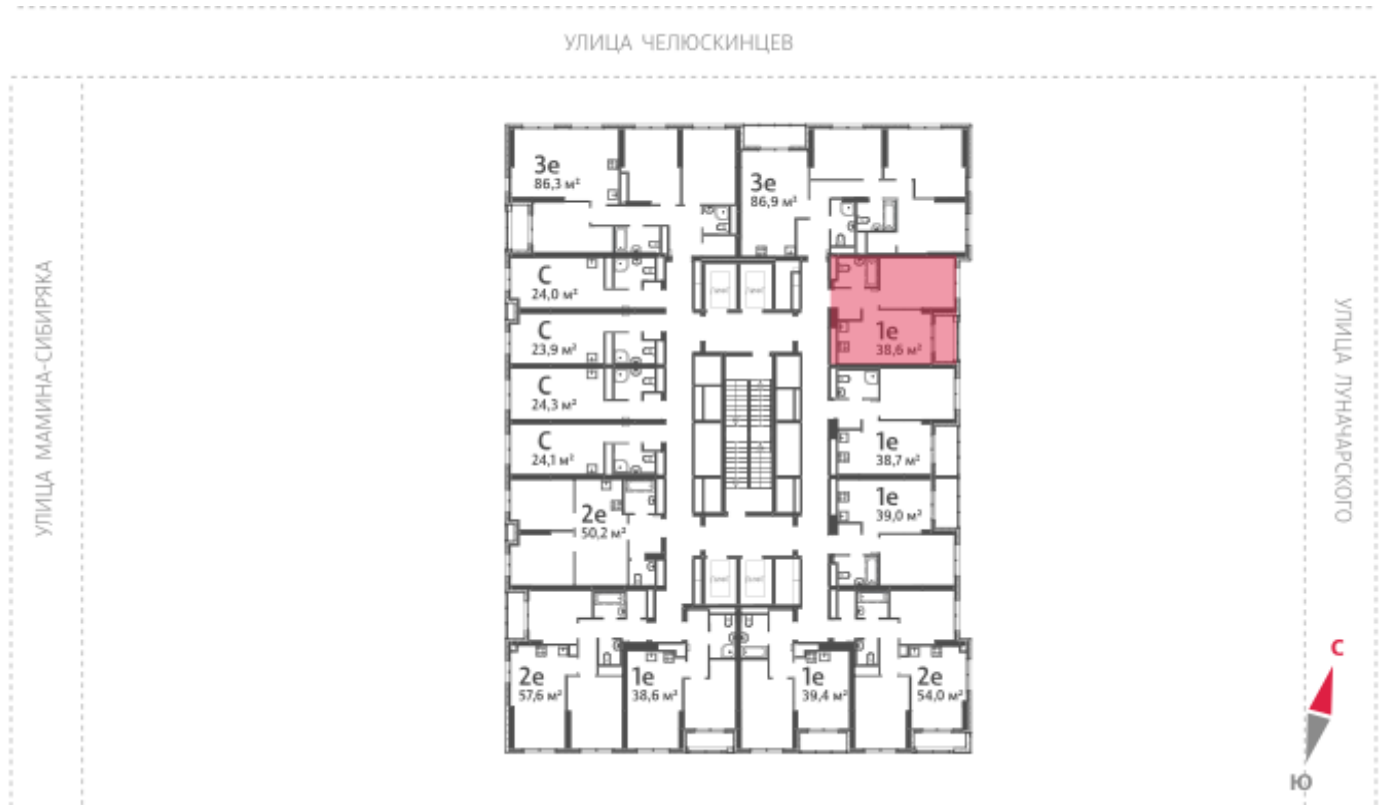 УЛИЦА ЧЕЛЮСКИНЦЕВ
УЛИЦА МАМИНА-СИБИРЯКА
УЛИЦА ЛУНАЧАРСКОГО
3е
86,3 м²
3е
86,9 м²
С
24,0 м²
1е
38,6 м²
С
23,9 м²
С
24,3 м²
С
24,1 м²
1е
38,7 м²
2е
50,2 м²
1е
39,0 м²
2е
57,6 м²
1е
38,6 м²
1е
39,4 м²
2е
54,0 м²
С
Ю